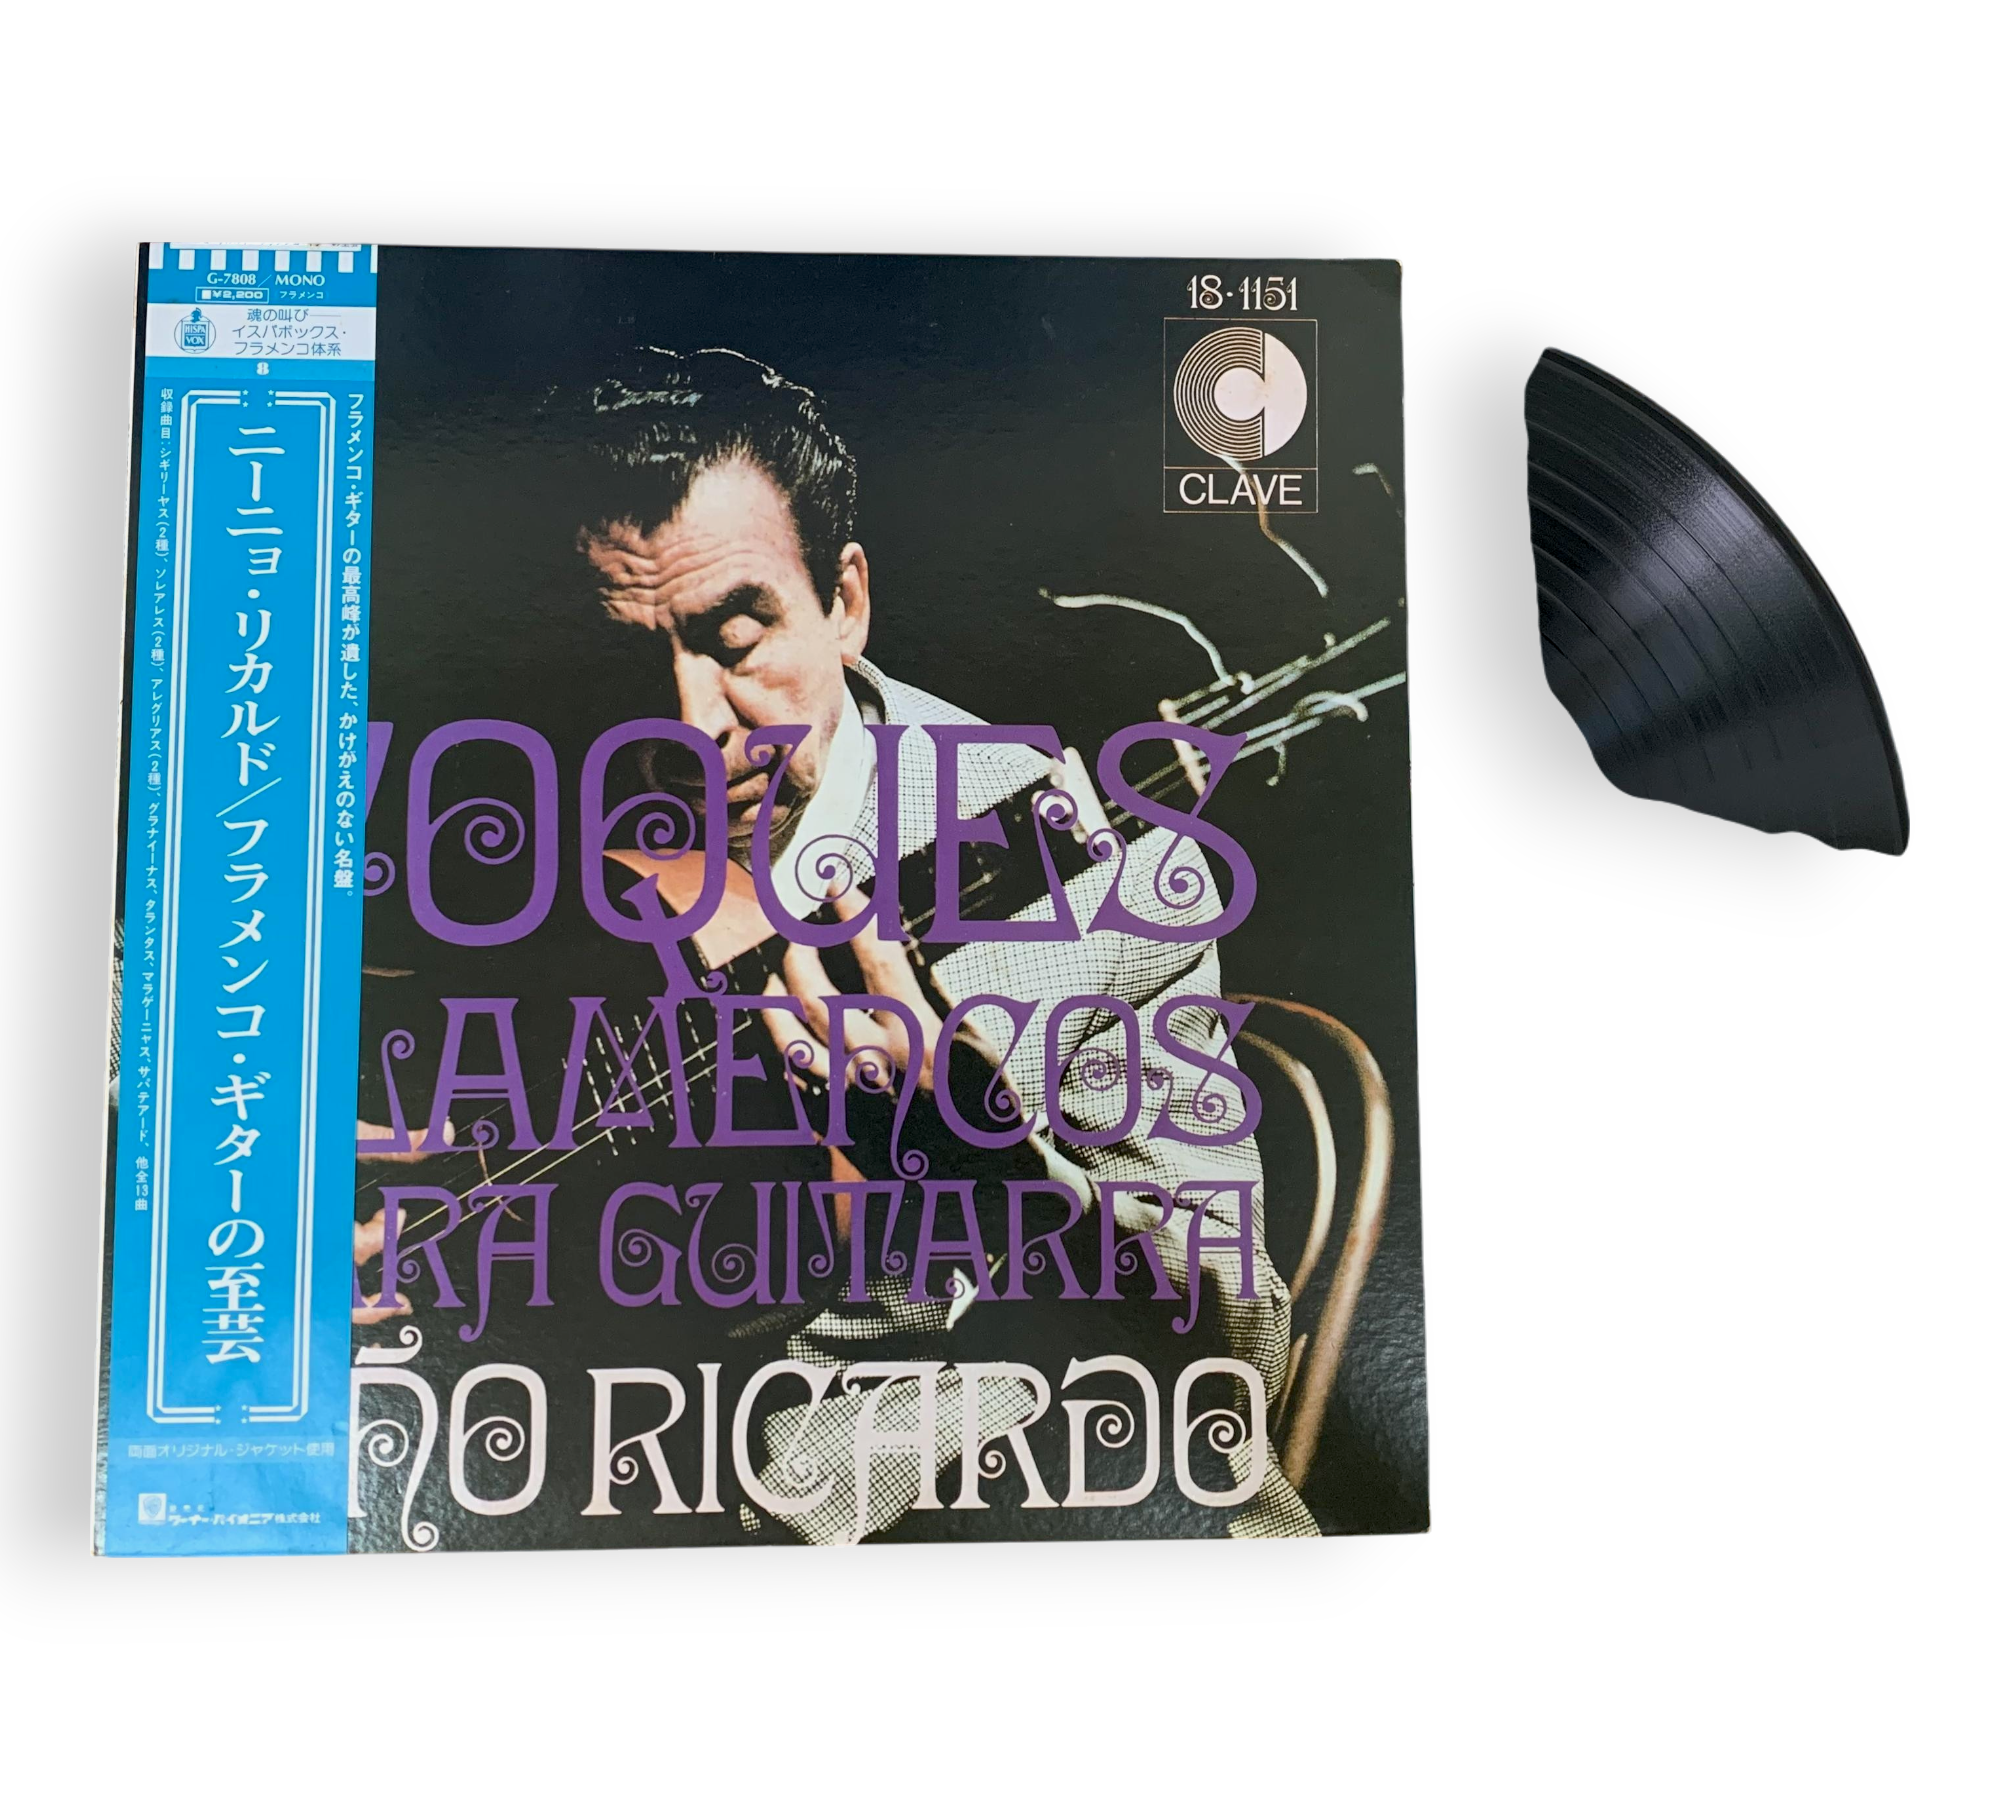 G-7808/MONO
¥2,200 フラメンコ
HISPA
VOX
魂の叫び——
イスパボックス・
フラメンコ体系
8
フラメンコ・ギターの最高峰が遺した、かけがえのない名盤。
ニーニョ・リカルド/フラメンコ・ギターの至芸
収録曲目:シギリーヤス(2種)、ソレアレス(2種)、アレグリアス(2種)、グラナイーナス、タランタス、マラゲーニャス、サパテアード、他全13曲
両面オリジナル・ジャケット使用
ワーナー・パイオニア株式会社
18·1151
CLAVE
OQUES
LAMENCOS
ARA GUITARRA
ÑO RICARDO